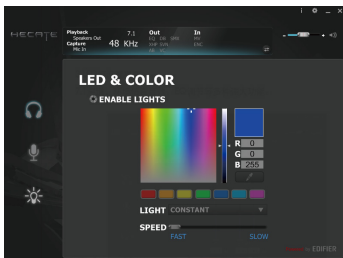 HECATE
Playback 7.1
Speakers Out
Capture 48 KHz
Mic In
Out
In
LED & COLOR
ENABLE LIGHTS
R 0
G 0
B 255
LIGHT CONSTANT
SPEED
FAST SLOW
EDIFIER